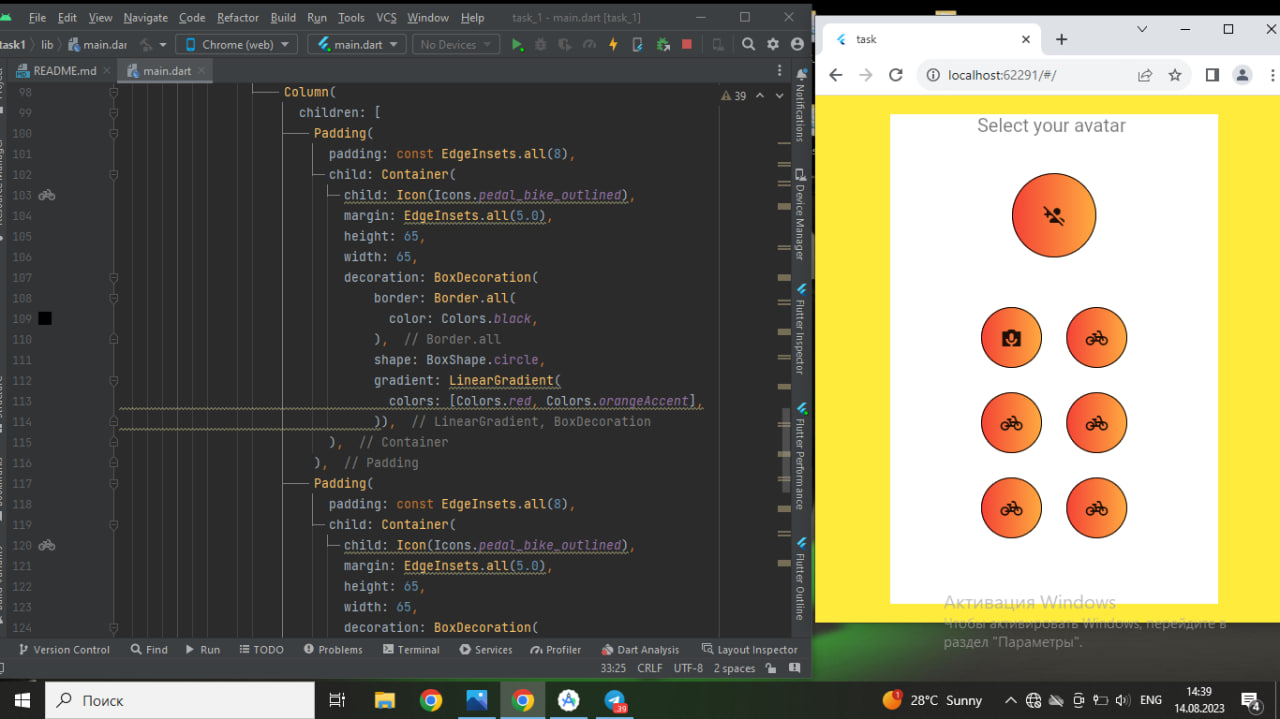 File Edit View Navigate Code Refactor Build Run Tools VCS Window Help task_1 - main.dart [task_1]
task1 lib main.dar Chrome (web) main.dart No Devices
README.md main.dart
39
98 Column(
99 children: [
100 Padding(
101 padding: const EdgeInsets.all(8),
102 child: Container(
103 child: Icon(Icons.pedal_bike_outlined),
104 margin: EdgeInsets.all(5.0),
105 height: 65,
106 width: 65,
107 decoration: BoxDecoration(
108 border: Border.all(
109 color: Colors.black,
110 ), // Border.all
111 shape: BoxShape.circle,
112 gradient: LinearGradient(
113 colors: [Colors.red, Colors.orangeAccent],
114 )), // LinearGradient, BoxDecoration
115 ), // Container
116 ), // Padding
117 Padding(
118 padding: const EdgeInsets.all(8),
119 child: Container(
120 child: Icon(Icons.pedal_bike_outlined),
121 margin: EdgeInsets.all(5.0),
122 height: 65,
123 width: 65,
124 decoration: BoxDecoration(
Notifications
Device Manager
Flutter Inspector
Flutter Performance
Flutter Outline
Version Control Find Run TODO Problems Terminal Services Profiler Dart Analysis Layout Inspector
33:25 CRLF UTF-8 2 spaces
task
localhost:62291/#/
Select your avatar
Активация Windows
Чтобы активировать Windows, перейдите в
раздел "Параметры".
Поиск
39
1
28°C Sunny
ENG
14:39
14.08.2023
4